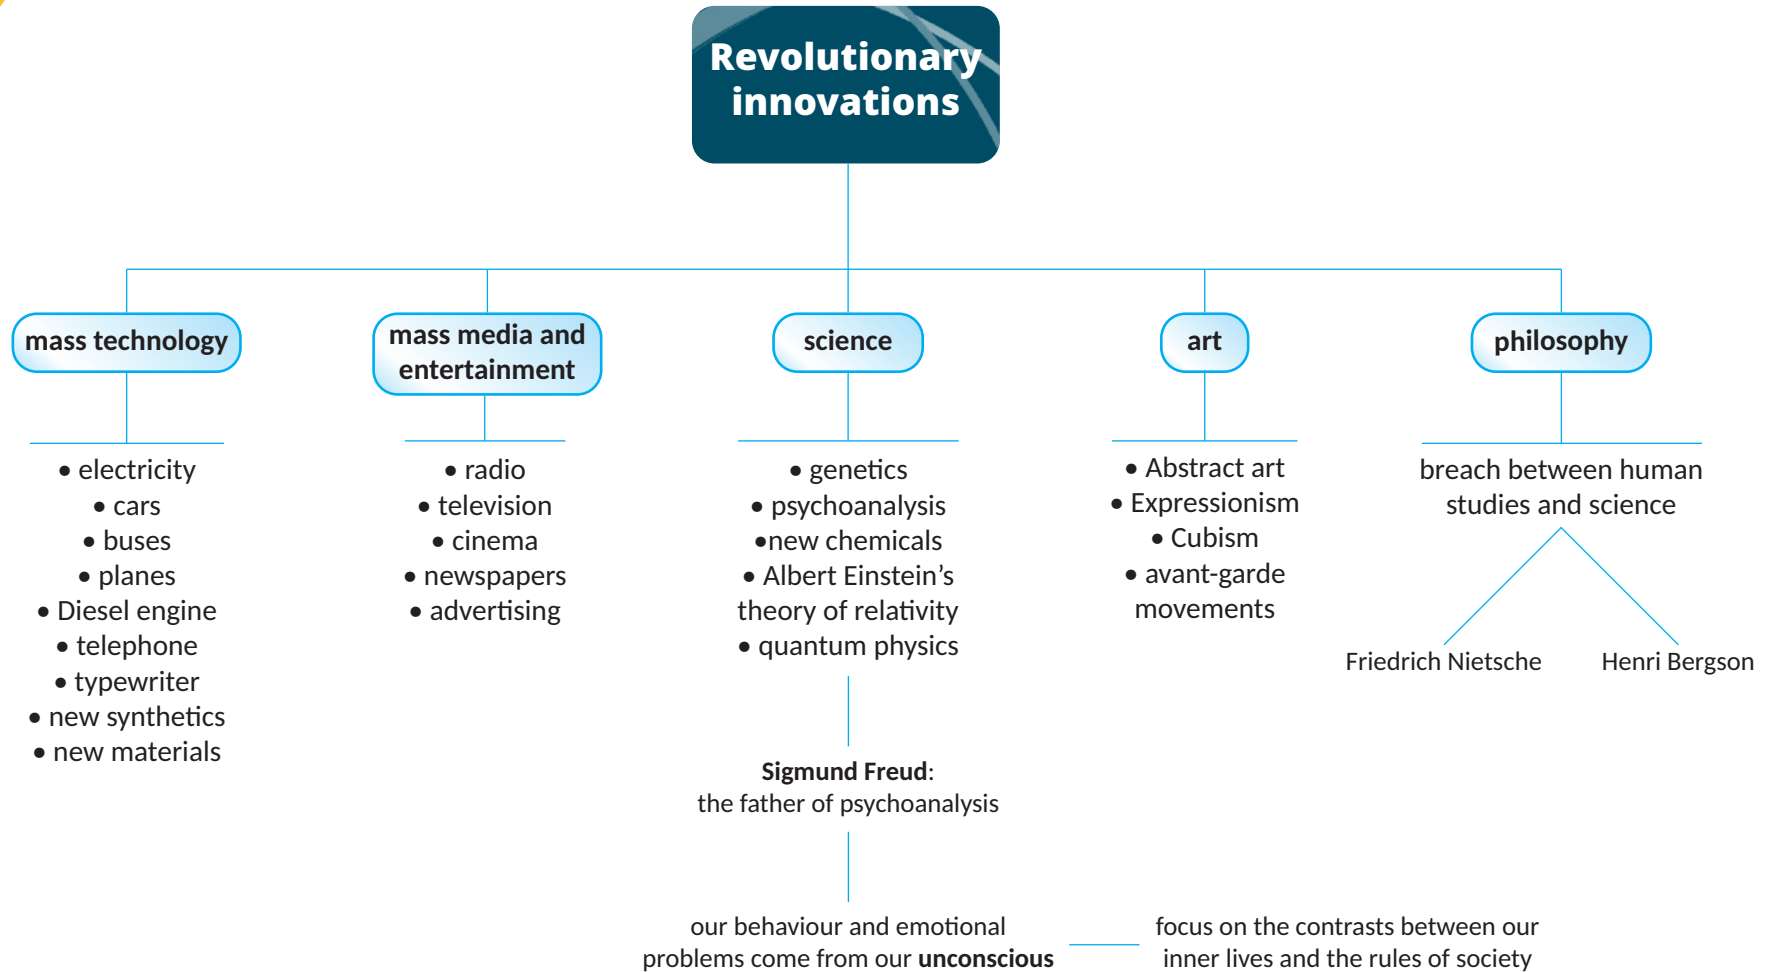 Revolutionary
innovations
mass technology
• electricity
• cars
• buses
• planes
• Diesel engine
• telephone
• typewriter
• new synthetics
• new materials
mass media and
entertainment
• radio
• television
• cinema
• newspapers
• advertising
science
• genetics
• psychoanalysis
•new chemicals
• Albert Einstein’s
theory of relativity
• quantum physics
Sigmund Freud:
the father of psychoanalysis
our behaviour and emotional
problems come from our unconscious
focus on the contrasts between our
inner lives and the rules of society
art
• Abstract art
• Expressionism
• Cubism
• avant-garde
movements
philosophy
breach between human
studies and science
Friedrich Nietsche
Henri Bergson